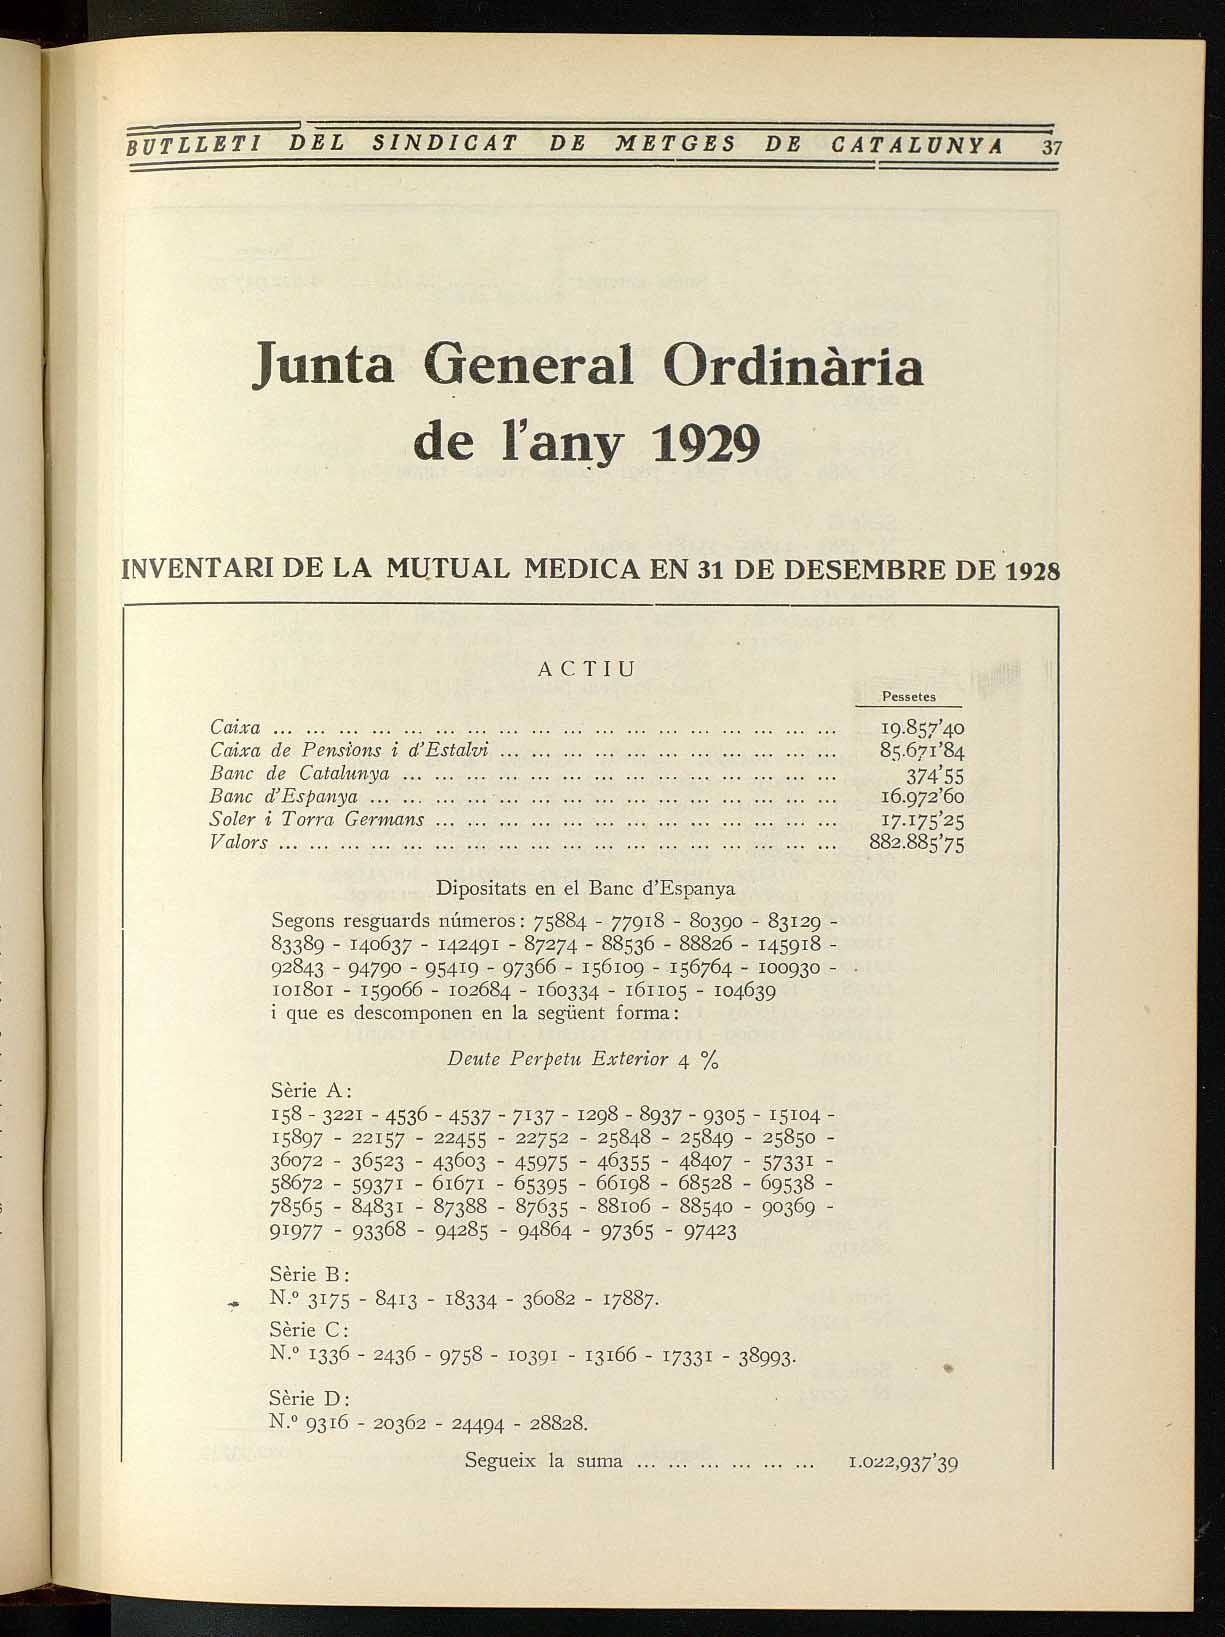 BUTLLETI DEL SINDICAT DE METGES DE CATALUNYA 37
Junta General Ordinària
de l'any 1929
INVENTARI DE LA MUTUAL MEDICA EN 31 DE DESEMBRE DE 1928
ACTIU
Pessetes
Caixa ... ... ... ... ... ... ... ... ... ... ... ... ... ... ... ... ... ... 19.857'40
Caixa de Pensions i d'Estalvi ... ... ... ... ... ... ... ... ... ... ... 85.671'84
Banc de Catalunya ... ... ... ... ... ... ... ... ... ... ... ... ... ... 374'55
Banc d'Espanya ... ... ... ... ... ... ... ... ... ... ... ... ... ... ... 16.972'60
Soler i Torra Germans ... ... ... ... ... ... ... ... ... ... ... ... ... 17.175'25
Valors ... ... ... ... ... ... ... ... ... ... ... ... ... ... ... ... ... ... 882.885'75
Dipositats en el Banc d'Espanya
Segons resguards números: 75884 - 77918 - 80390 - 83129 -
83389 - 140637 - 142491 - 87274 - 88536 - 88826 - 145918 -
92843 - 94790 - 95419 - 97366 - 156109 - 156764 - 100930 -
101801 - 159066 - 102684 - 160334 - 161105 - 104639
i que es descomponen en la següent forma:
Deute Perpetu Exterior 4 %
Sèrie A:
158 - 3221 - 4536 - 4537 - 7137 - 1298 - 8937 - 9305 - 15104 -
15897 - 22157 - 22455 - 22752 - 25848 - 25849 - 25850 -
36072 - 36523 - 43603 - 45975 - 46355 - 48407 - 57331 -
58672 - 59371 - 61671 - 65395 - 66198 - 68528 - 69538 -
78565 - 84831 - 87388 - 87635 - 88106 - 88540 - 90369 -
91977 - 93368 - 94285 - 94864 - 97365 - 97423
Sèrie B:
N.º 3175 - 8413 - 18334 - 36082 - 17887.
Sèrie C:
N.º 1336 - 2436 - 9758 - 10391 - 13166 - 17331 - 38993.
Sèrie D:
N.º 9316 - 20362 - 24494 - 28828.
Segueix la suma ... ... ... ... ... ... 1.022,937'39